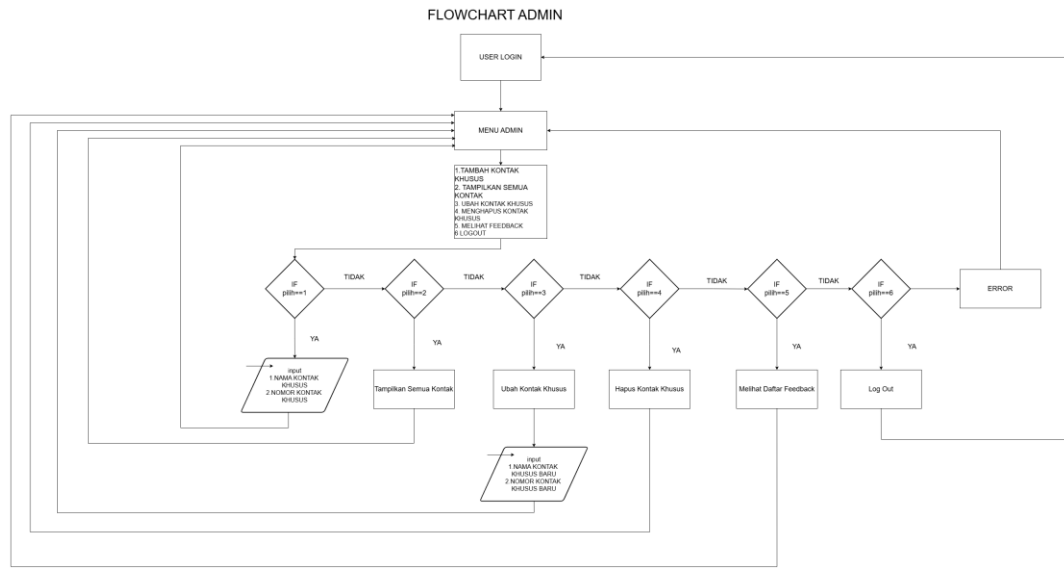 FLOWCHART ADMIN
USER LOGIN
MENU ADMIN
1.TAMBAH KONTAK
KHUSUS
2. TAMPILKAN SEMUA
KONTAK
3. UBAH KONTAK KHUSUS
4. MENGHAPUS KONTAK
KHUSUS
5. MELIHAT FEEDBACK
6 LOGOUT
IF
pilih==1
TIDAK
IF
pilih==2
TIDAK
IF
pilih==3
TIDAK
IF
pilih==4
TIDAK
IF
pilih==5
TIDAK
IF
pilih==6
ERROR
YA
YA
YA
YA
YA
YA
input
1.NAMA KONTAK
KHUSUS
2.NOMOR KONTAK
KHUSUS
Tampilkan Semua Kontak
Ubah Kontak Khusus
Hapus Kontak Khusus
Melihat Daftar Feedback
Log Out
input
1.NAMA KONTAK
KHUSUS BARU
2.NOMOR KONTAK
KHUSUS BARU